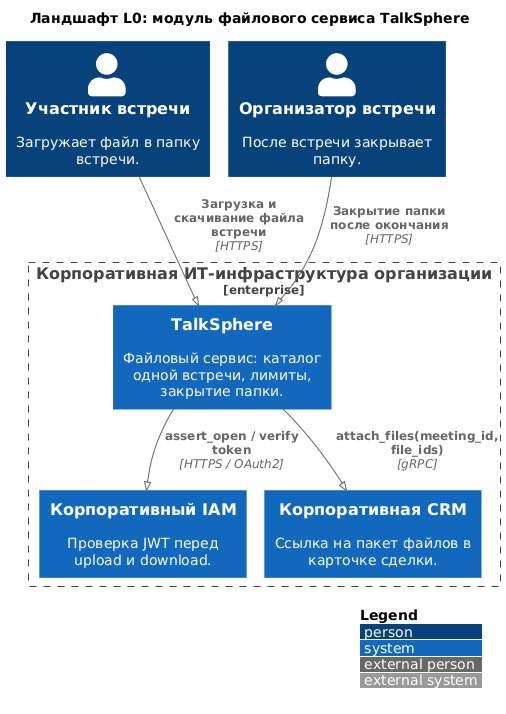 Ландшафт L0: модуль файлового сервиса TalkSphere
Участник встречи
Загружает файл в папку
встречи.
Организатор встречи
После встречи закрывает
папку.
Загрузка и
скачивание файла
встречи
[HTTPS]
Закрытие папки
после окончания
[HTTPS]
Корпоративная ИТ-инфраструктура организации
[enterprise]
TalkSphere
Файловый сервис: каталог
одной встречи, лимиты,
закрытие папки.
assert_open / verify
token
[HTTPS / OAuth2]
attach_files(meeting_id,
file_ids)
[gRPC]
Корпоративный IAM
Проверка JWT перед
upload и download.
Корпоративная CRM
Ссылка на пакет файлов в
карточке сделки.
Legend
person
system
external person
external system